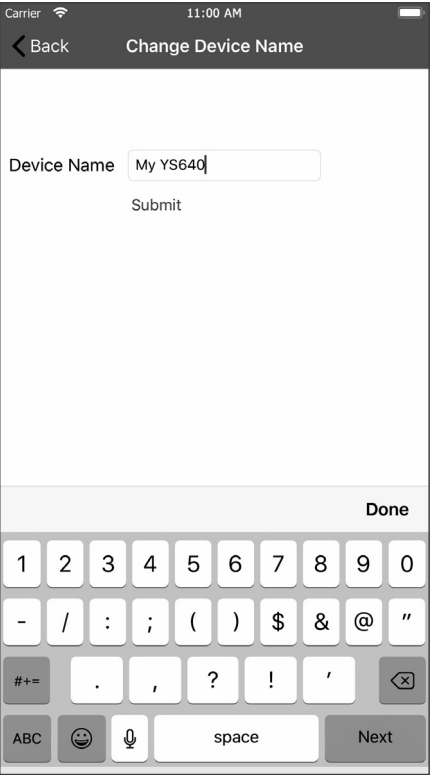 Carrier 11:00 AM
Back Change Device Name
Device Name My YS640
Submit
Done
1 2 3 4 5 6 7 8 9 0
- / : ; ( ) $ & @ "
#+= . , ? ! ’
ABC space Next